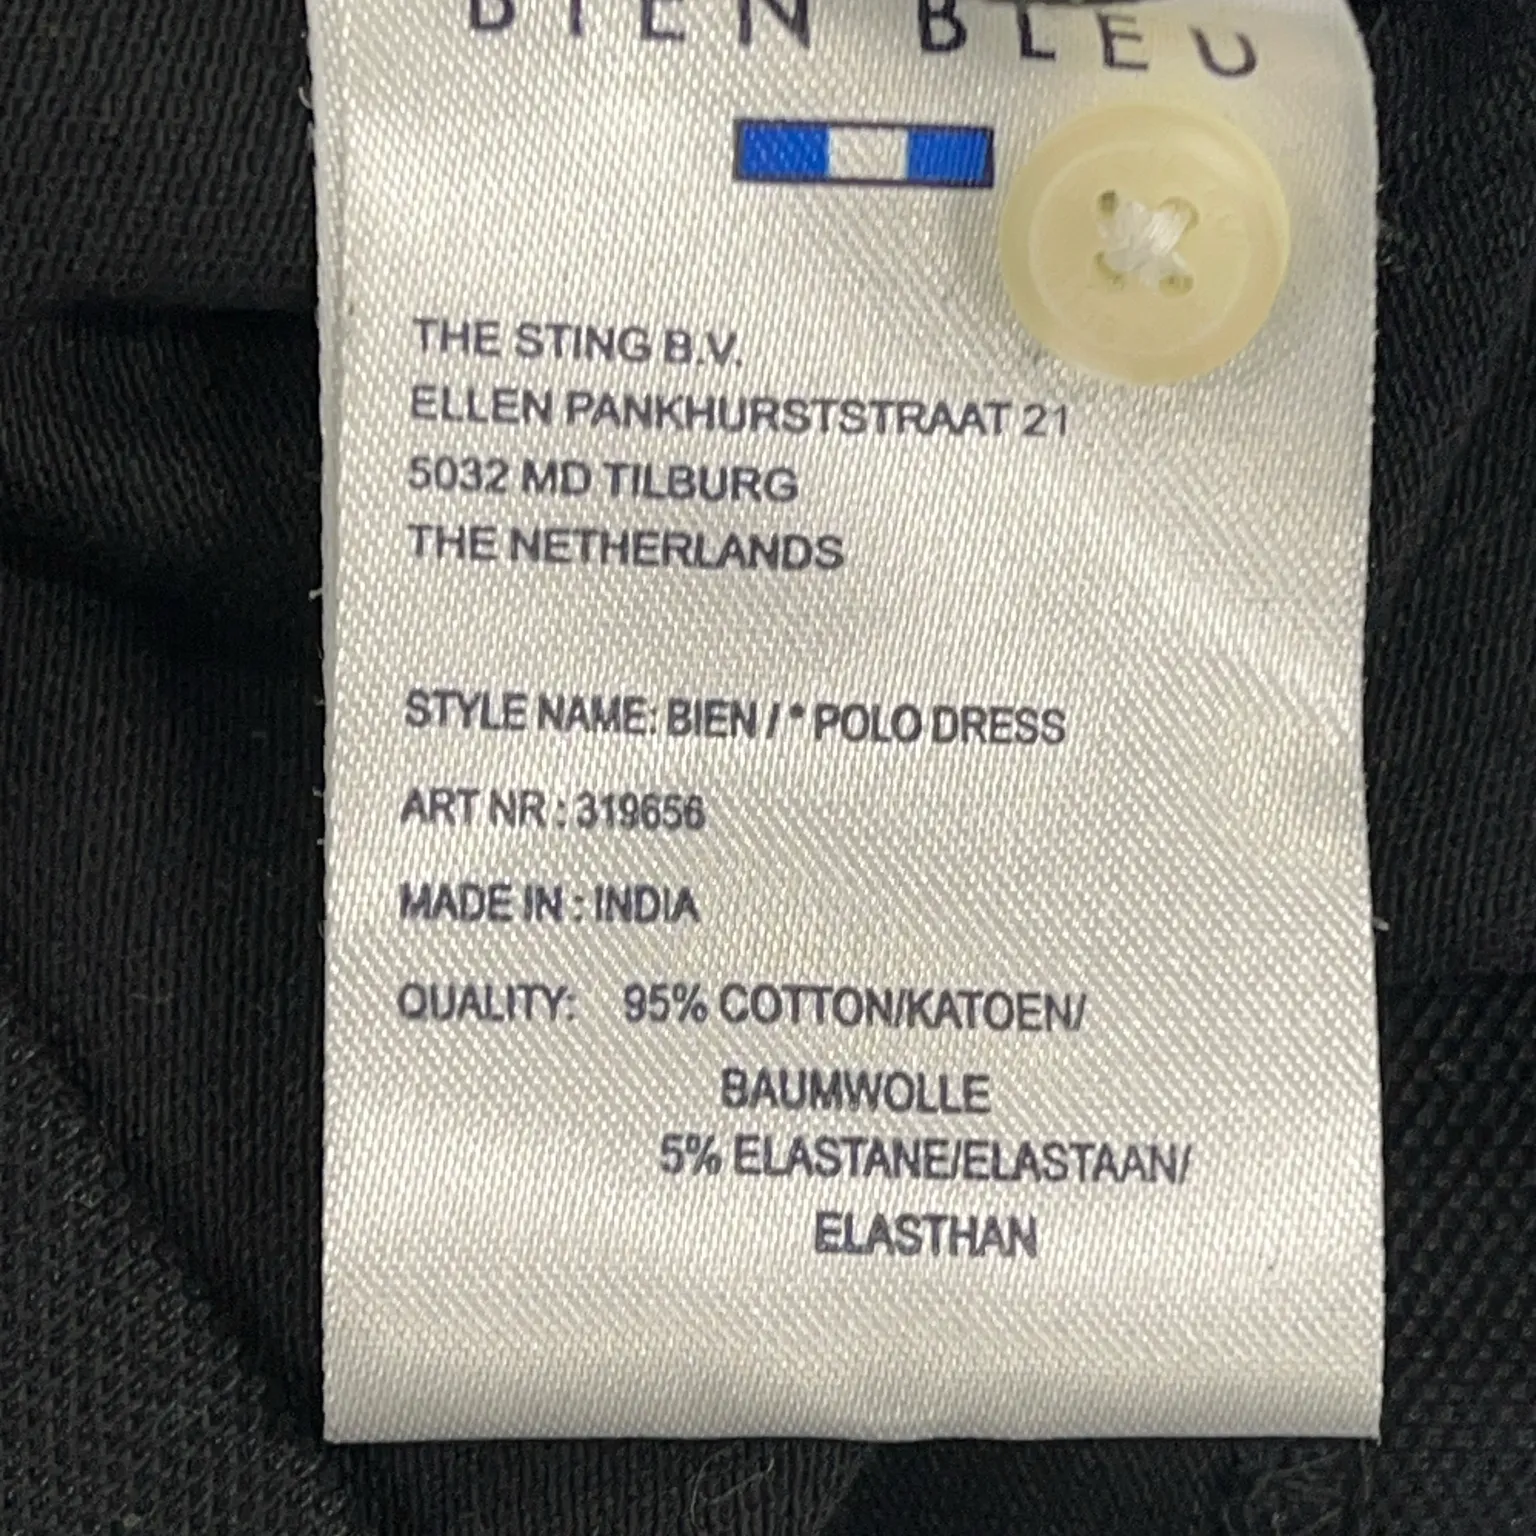 BIEN BLEU
THE STING B.V.
ELLEN PANKHURSTSTRAAT 21
5032 MD TILBURG
THE NETHERLANDS
STYLE NAME: BIEN / * POLO DRESS
ART NR : 319656
MADE IN : INDIA
QUALITY: 95% COTTON/KATOEN/
BAUMWOLLE
5% ELASTANE/ELASTAAN/
ELASTHAN